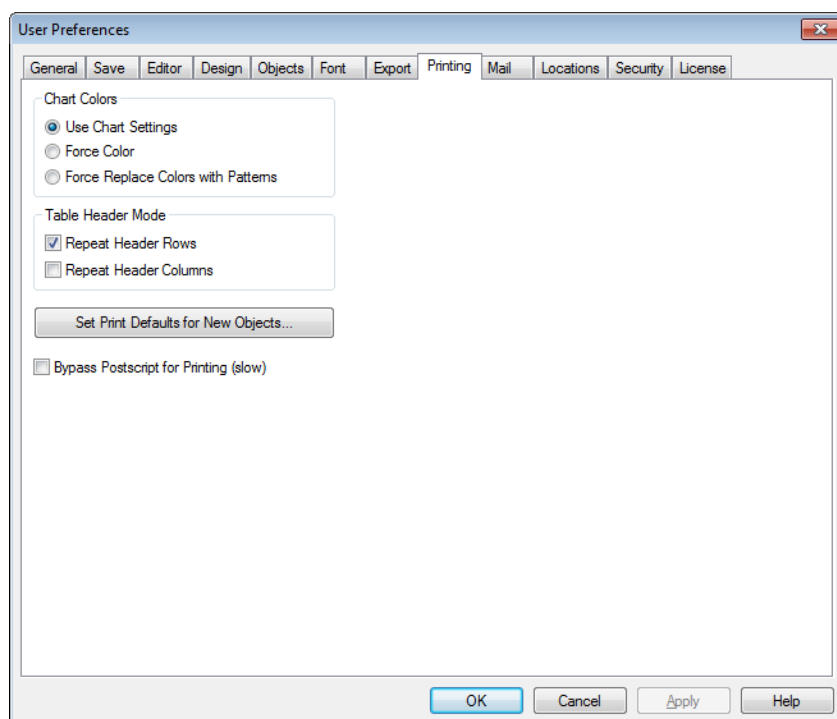 User Preferences
General Save Editor Design Objects Font Export Printing Mail Locations Security License
Chart Colors
Use Chart Settings
Force Color
Force Replace Colors with Patterns
Table Header Mode
Repeat Header Rows
Repeat Header Columns
Set Print Defaults for New Objects...
Bypass Postscript for Printing (slow)
OK Cancel Apply Help